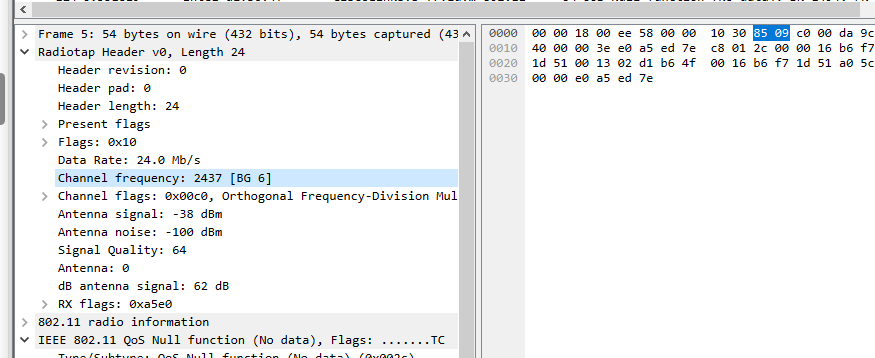 Frame 5: 54 bytes on wire (432 bits), 54 bytes captured (43
Radiotap Header v0, Length 24
Header revision: 0
Header pad: 0
Header length: 24
Present flags
Flags: 0x10
Data Rate: 24.0 Mb/s
Channel frequency: 2437 [BG 6]
Channel flags: 0x00c0, Orthogonal Frequency-Division Mul
Antenna signal: -38 dBm
Antenna noise: -100 dBm
Signal Quality: 64
Antenna: 0
dB antenna signal: 62 dB
RX flags: 0xa5e0
802.11 radio information
IEEE 802.11 QoS Null function (No data), Flags: .......TC
Type/Subtype: QoS Null function (No data) (0x002c)
0000 00 00 18 00 ee 58 00 00 10 30 85 09 c0 00 da 9c
0010 40 00 00 3e e0 a5 ed 7e c8 01 2c 00 00 16 b6 f7
0020 1d 51 00 13 02 d1 b6 4f 00 16 b6 f7 1d 51 a0 5c
0030 00 00 e0 a5 ed 7e